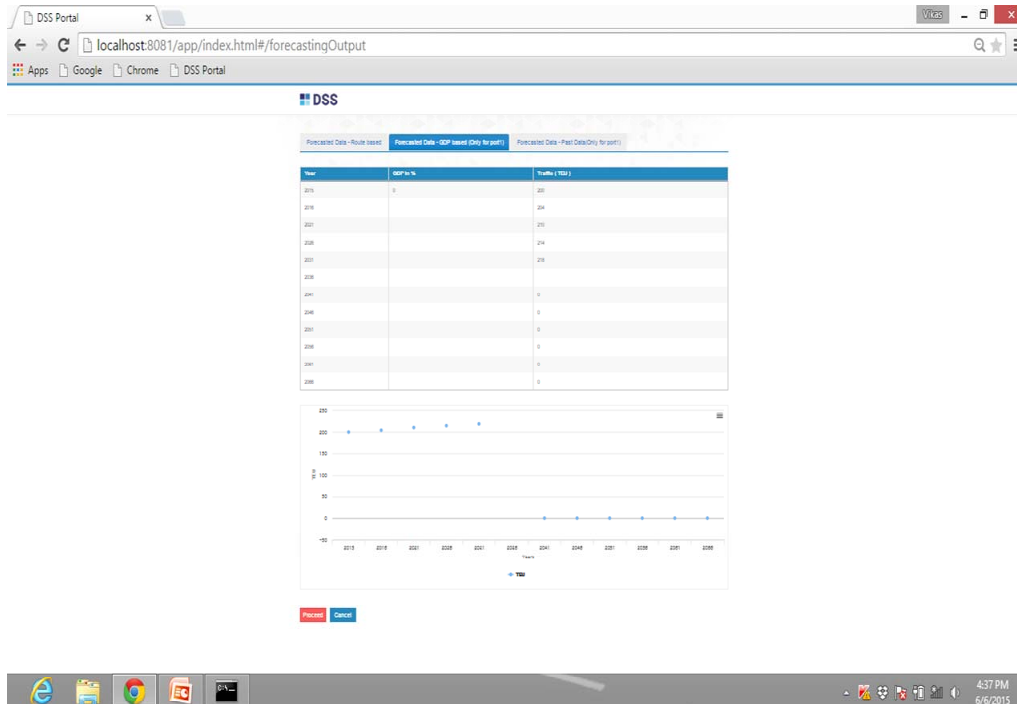 DSS Portal x
Vikas
localhost:8081/app/index.html#/forecastingOutput
Apps Google Chrome DSS Portal
DSS
Forecasted Data - Route based Forecasted Data - GDP based (Only for port1) Forecasted Data - Past Data(Only for port1)
Year GDP in % Traffic ( TEU )
2015 0 200
2016 204
2021 210
2026 214
2031 218
2036
2041 0
2046 0
2051 0
2056 0
2061 0
2066 0
250
200
150
Value
100
50
0
-50
2015 2016 2021 2026 2031 2036 2041 2046 2051 2056 2061 2066
Years
TEU
Proceed Cancel
4:37 PM
6/6/2015